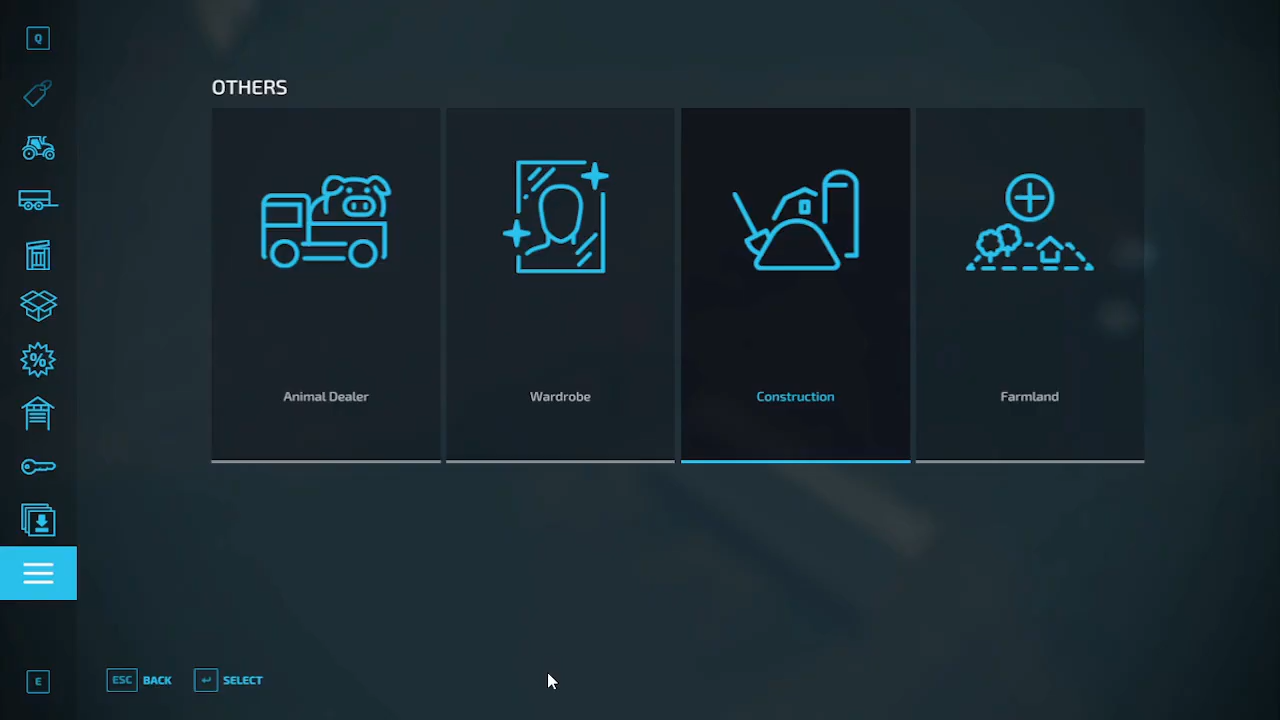 Q
OTHERS
%
Animal Dealer
Wardrobe
Construction
Farmland
E
ESC BACK
SELECT